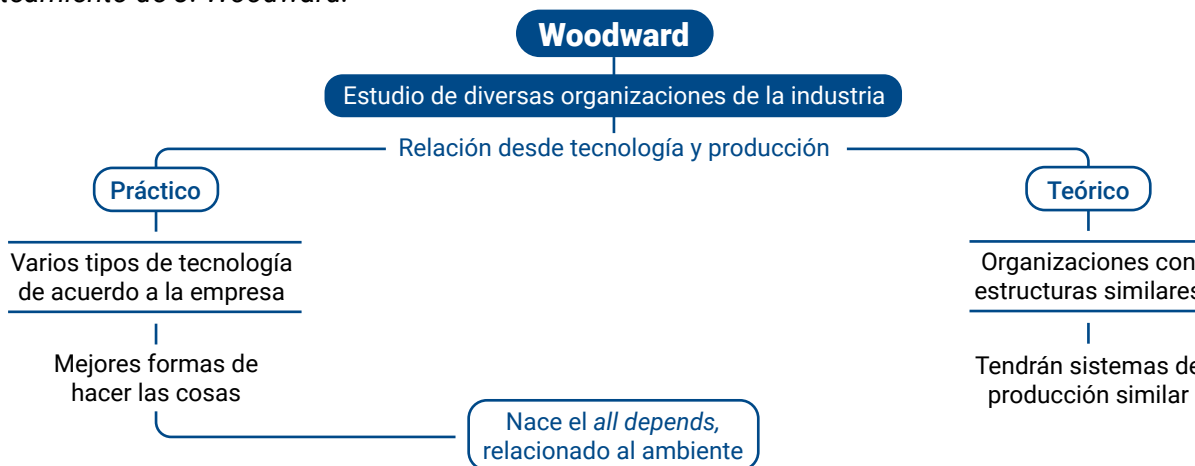 de J. Woodward.
Woodward
Estudio de diversas organizaciones de la industria
Relación desde tecnología y producción
Práctico
Teórico
Varios tipos de tecnología
de acuerdo a la empresa
Organizaciones con
estructuras similares
Mejores formas de
hacer las cosas
Tendrán sistemas de
producción similar
Nace el all depends,
relacionado al ambiente